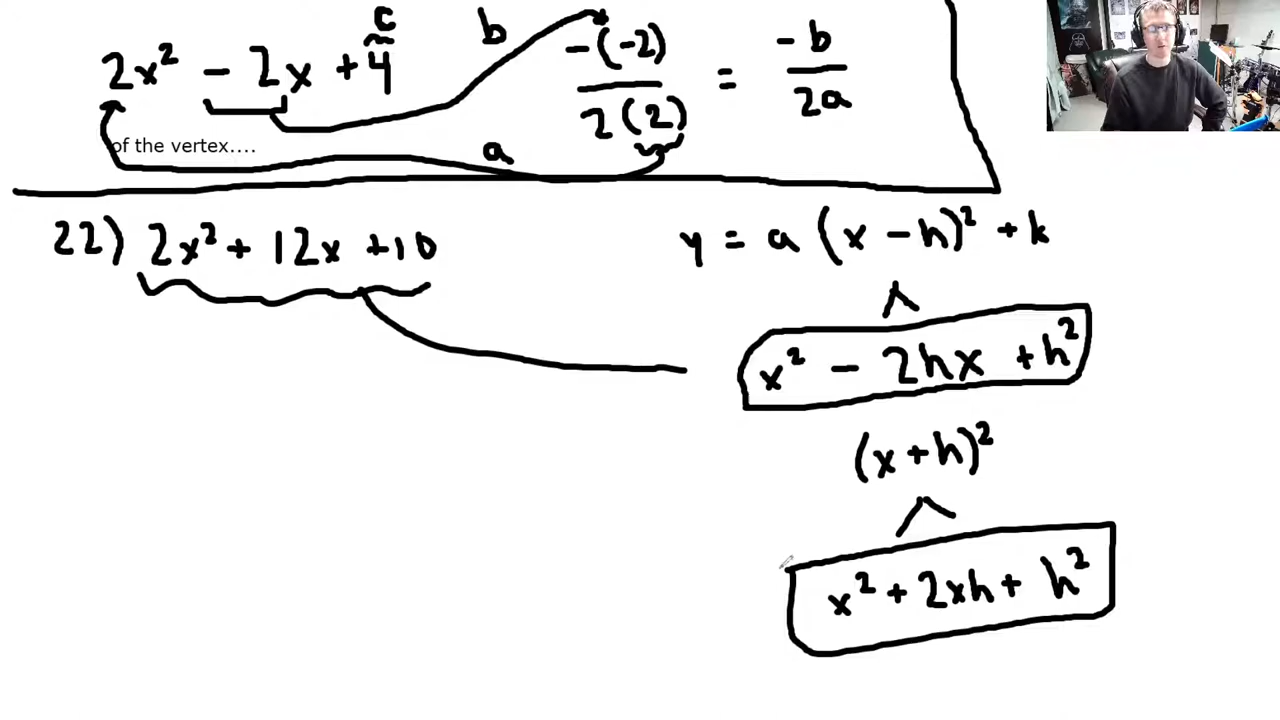 c
b
2x² - 2x + 4
-(-2) / 2(2) = -b / 2a
of the vertex....
a
22) 2x² + 12x + 10
y = a(x - h)² + k
x² - 2hx + h²
(x + h)²
x² + 2xh + h²